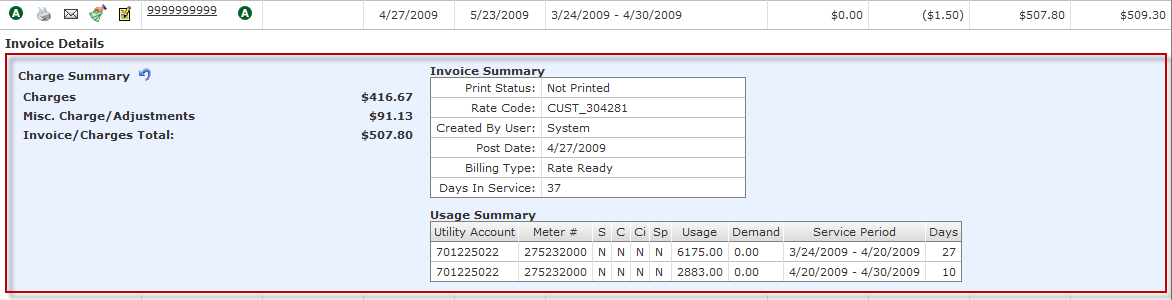 A 9999999999 A 4/27/2009 5/23/2009 3/24/2009 - 4/30/2009 $0.00 ($1.50) $507.80 $509.30
Invoice Details
Charge Summary
Charges $416.67
Misc. Charge/Adjustments $91.13
Invoice/Charges Total: $507.80
Invoice Summary
Print Status: Not Printed
Rate Code: CUST_304281
Created By User: System
Post Date: 4/27/2009
Billing Type: Rate Ready
Days In Service: 37
Usage Summary
Utility Account Meter # S C Ci Sp Usage Demand Service Period Days
701225022 275232000 N N N N 6175.00 0.00 3/24/2009 - 4/20/2009 27
701225022 275232000 N N N N 2883.00 0.00 4/20/2009 - 4/30/2009 10